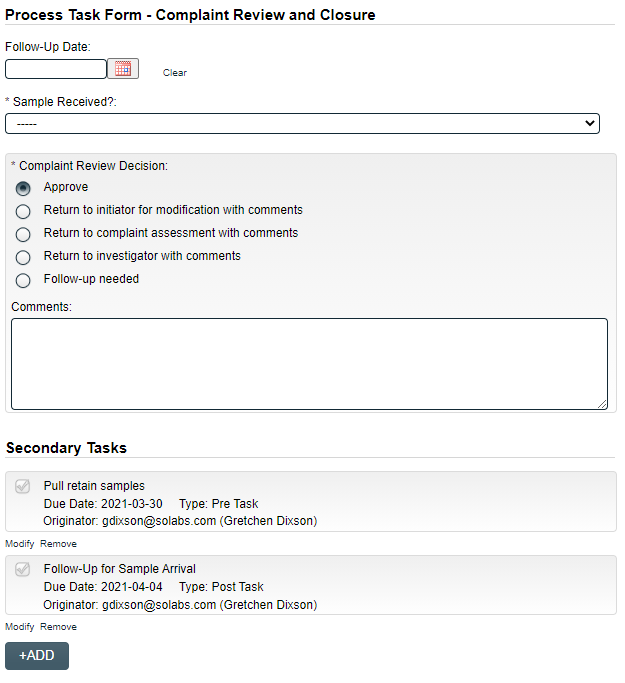 Process Task Form - Complaint Review and Closure
Follow-Up Date:
Clear
* Sample Received?:
-----
* Complaint Review Decision:
Approve
Return to initiator for modification with comments
Return to complaint assessment with comments
Return to investigator with comments
Follow-up needed
Comments:
Secondary Tasks
Pull retain samples
Due Date: 2021-03-30 Type: Pre Task
Originator: gdixson@solabs.com (Gretchen Dixson)
Modify Remove
Follow-Up for Sample Arrival
Due Date: 2021-04-04 Type: Post Task
Originator: gdixson@solabs.com (Gretchen Dixson)
Modify Remove
+ADD